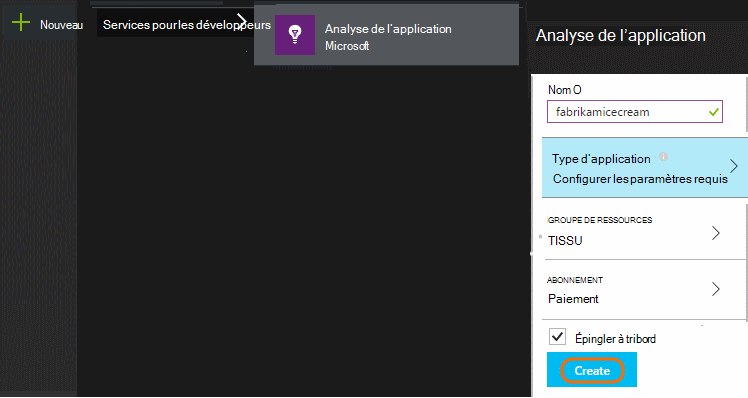 Nouveau
Services pour les développeurs
Analyse de l'application
Microsoft
Analyse de l'application
Nom O
fabrikamicecream
Type d'application
Configurer les paramètres requis
GROUPE DE RESSOURCES
TISSU
ABONNEMENT
Paiement
Épingler à tribord
Create